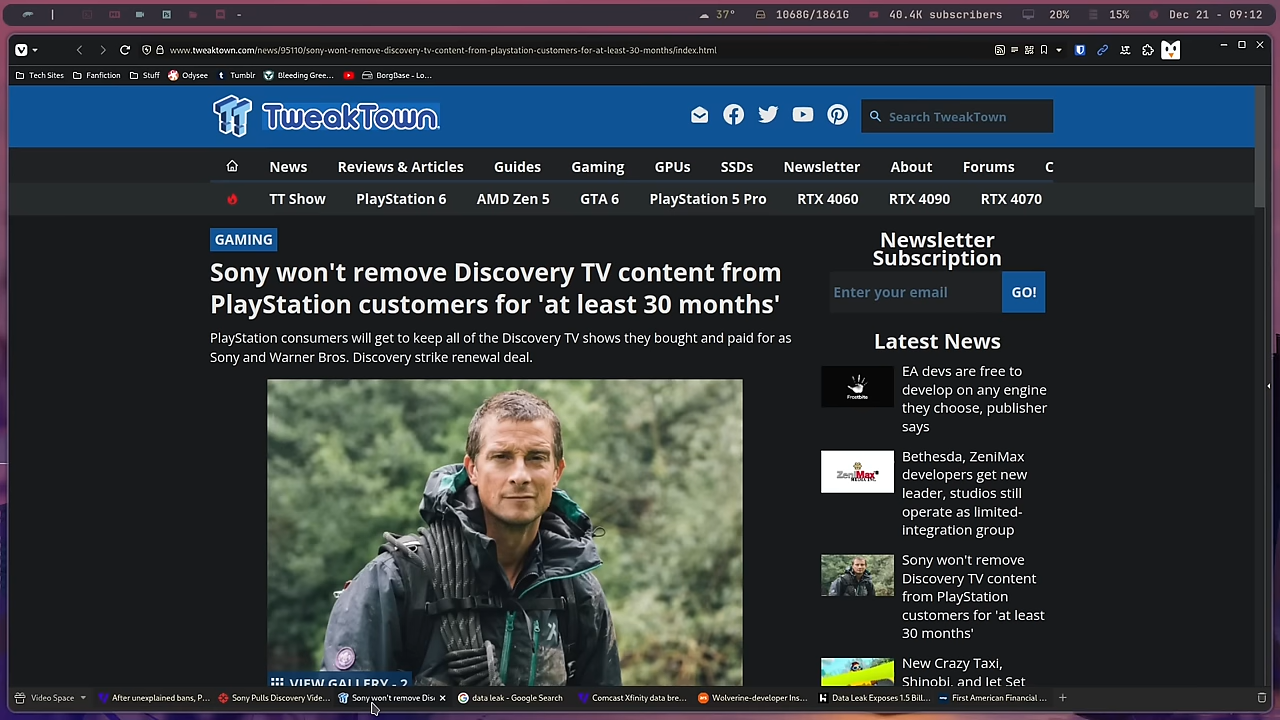 37°
1068G/1861G
40.4K subscribers
20%
15%
Dec 21 - 09:12
www.tweaktown.com/news/95110/sony-wont-remove-discovery-tv-content-from-playstation-customers-for-at-least-30-months/index.html
Tech Sites
Fanfiction
Stuff
Odysee
Tumblr
Bleeding Gree...
BorgBase - Lo...
TweakTown
Search TweakTown
News
Reviews & Articles
Guides
Gaming
GPUs
SSDs
Newsletter
About
Forums
C
TT Show
PlayStation 6
AMD Zen 5
GTA 6
PlayStation 5 Pro
RTX 4060
RTX 4090
RTX 4070
GAMING
Sony won't remove Discovery TV content from
PlayStation customers for 'at least 30 months'
PlayStation consumers will get to keep all of the Discovery TV shows they bought and paid for as
Sony and Warner Bros. Discovery strike renewal deal.
VIEW GALLERY - 2
Newsletter
Subscription
Enter your email
GO!
Latest News
Frostbite
EA devs are free to
develop on any engine
they choose, publisher
says
ZeniMax
MEDIA INC.
Bethesda, ZeniMax
developers get new
leader, studios still
operate as limited-
integration group
Sony won't remove
Discovery TV content
from PlayStation
customers for 'at least
30 months'
New Crazy Taxi,
Shinobi, and Jet Set
Video Space
After unexplained bans, P...
Sony Pulls Discovery Vide...
Sony won't remove Disc
data leak - Google Search
Comcast Xfinity data bre...
Wolverine-developer Ins...
Data Leak Exposes 1.5 Bill...
First American Financial ...